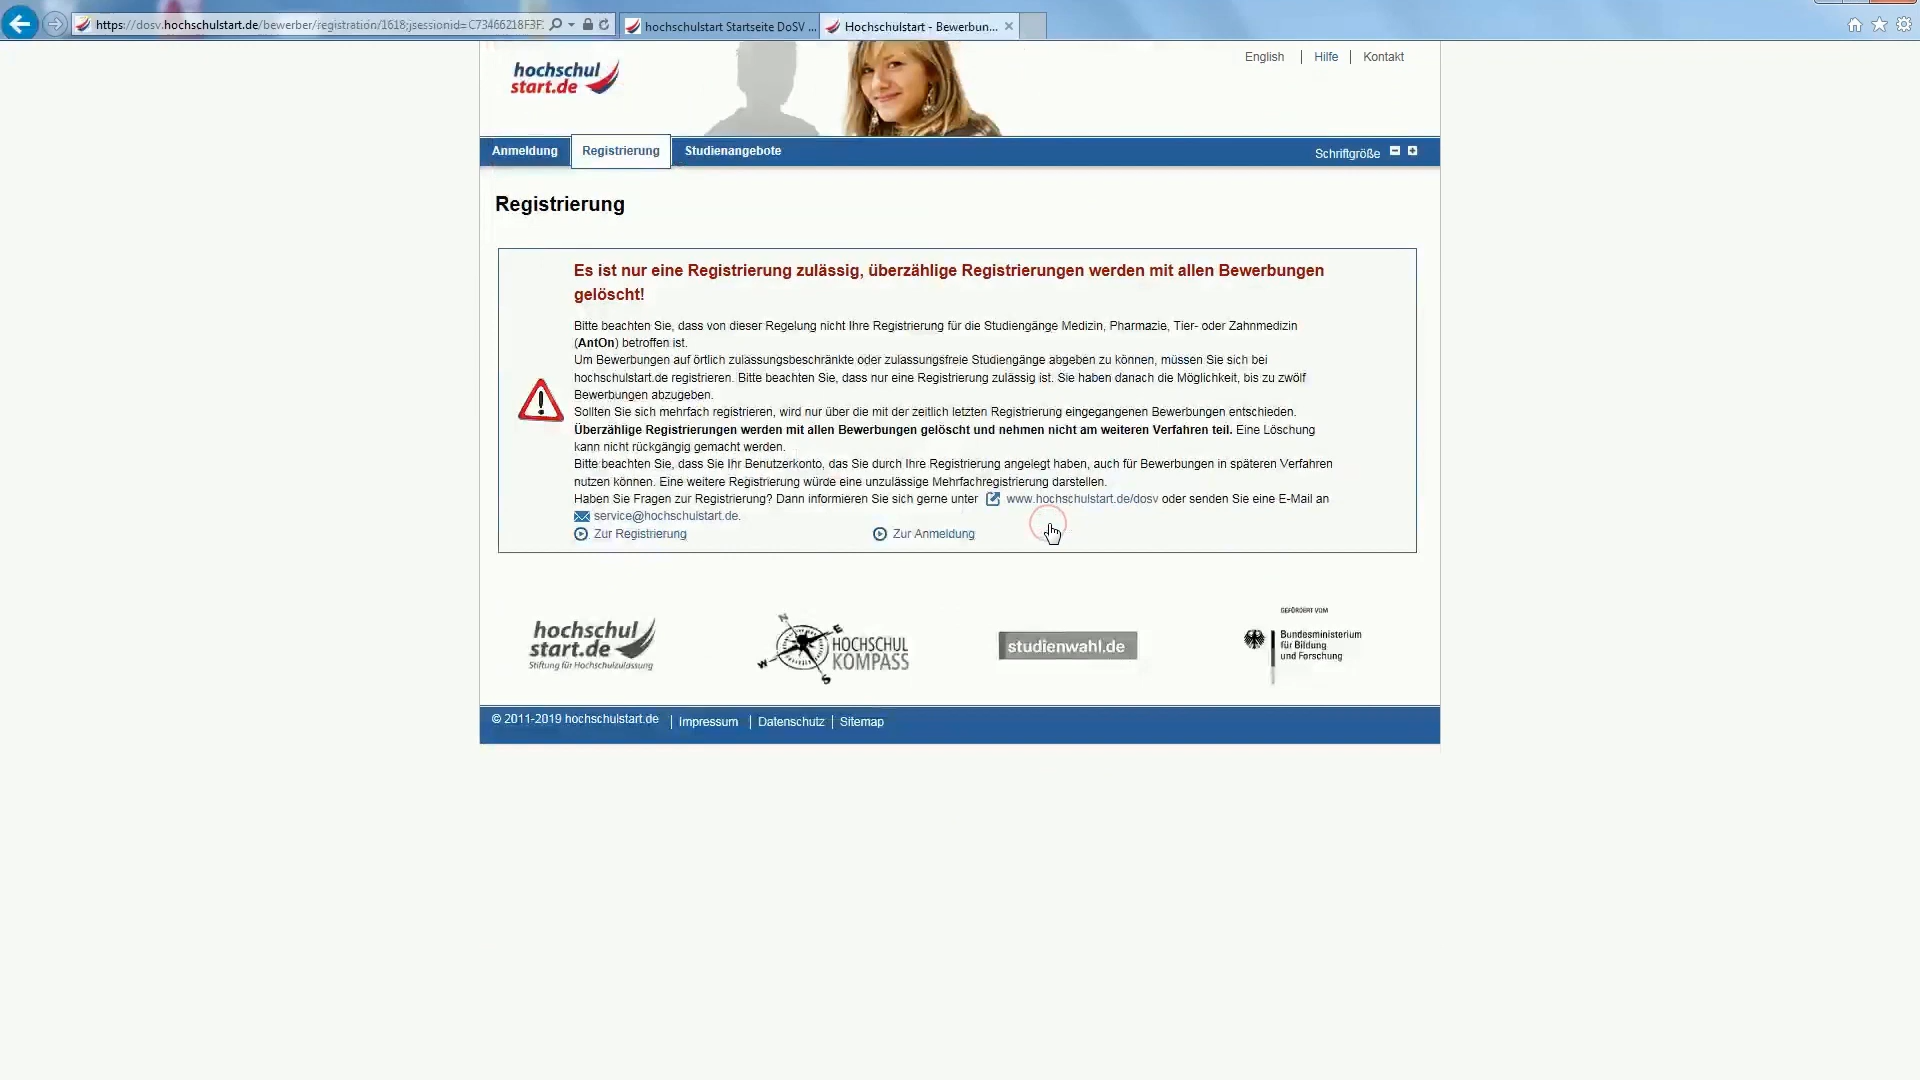 https://dosv.hochschulstart.de/bewerber/registration/1618;jsessionid=C73466218F3F
hochschulstart Startseite DoSV ...
Hochschulstart - Bewerbun...
hochschul
start.de
English
Hilfe
Kontakt
Anmeldung
Registrierung
Studienangebote
Schriftgröße
Registrierung
Es ist nur eine Registrierung zulässig, überzählige Registrierungen werden mit allen Bewerbungen
gelöscht!
Bitte beachten Sie, dass von dieser Regelung nicht Ihre Registrierung für die Studiengänge Medizin, Pharmazie, Tier- oder Zahnmedizin
(AntOn) betroffen ist.
Um Bewerbungen auf örtlich zulassungsbeschränkte oder zulassungsfreie Studiengänge abgeben zu können, müssen Sie sich bei
hochschulstart.de registrieren. Bitte beachten Sie, dass nur eine Registrierung zulässig ist. Sie haben danach die Möglichkeit, bis zu zwölf
Bewerbungen abzugeben.
Sollten Sie sich mehrfach registrieren, wird nur über die mit der zeitlich letzten Registrierung eingegangenen Bewerbungen entschieden.
Überzählige Registrierungen werden mit allen Bewerbungen gelöscht und nehmen nicht am weiteren Verfahren teil. Eine Löschung
kann nicht rückgängig gemacht werden.
Bitte beachten Sie, dass Sie Ihr Benutzerkonto, das Sie durch Ihre Registrierung angelegt haben, auch für Bewerbungen in späteren Verfahren
nutzen können. Eine weitere Registrierung würde eine unzulässige Mehrfachregistrierung darstellen.
Haben Sie Fragen zur Registrierung? Dann informieren Sie sich gerne unter www.hochschulstart.de/dosv oder senden Sie eine E-Mail an
service@hochschulstart.de.
Zur Registrierung
Zur Anmeldung
hochschul
start.de
Stiftung für Hochschulzulassung
N
E
S
W
HOCHSCHUL
KOMPASS
studienwahl.de
GEFÖRDERT VOM
Bundesministerium
für Bildung
und Forschung
© 2011-2019 hochschulstart.de
Impressum
Datenschutz
Sitemap